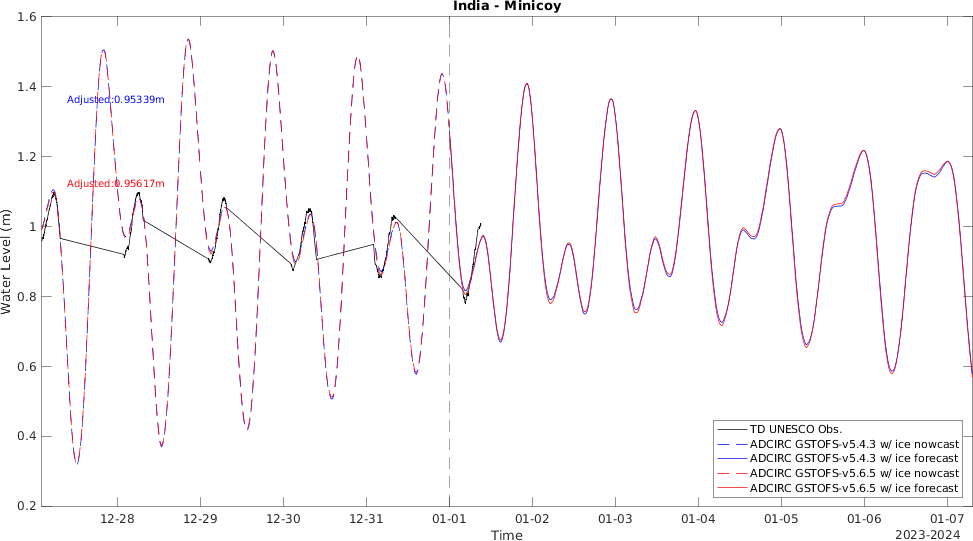 India - Minicoy
1.6
1.4
1.2
1
0.8
0.6
0.4
0.2
Water Level (m)
Adjusted:0.95339m
Adjusted:0.95617m
TD UNESCO Obs.
ADCIRC GSTOFS-v5.4.3 w/ ice nowcast
ADCIRC GSTOFS-v5.4.3 w/ ice forecast
ADCIRC GSTOFS-v5.6.5 w/ ice nowcast
ADCIRC GSTOFS-v5.6.5 w/ ice forecast
12-28 12-29 12-30 12-31 01-01 01-02 01-03 01-04 01-05 01-06 01-07
Time
2023-2024